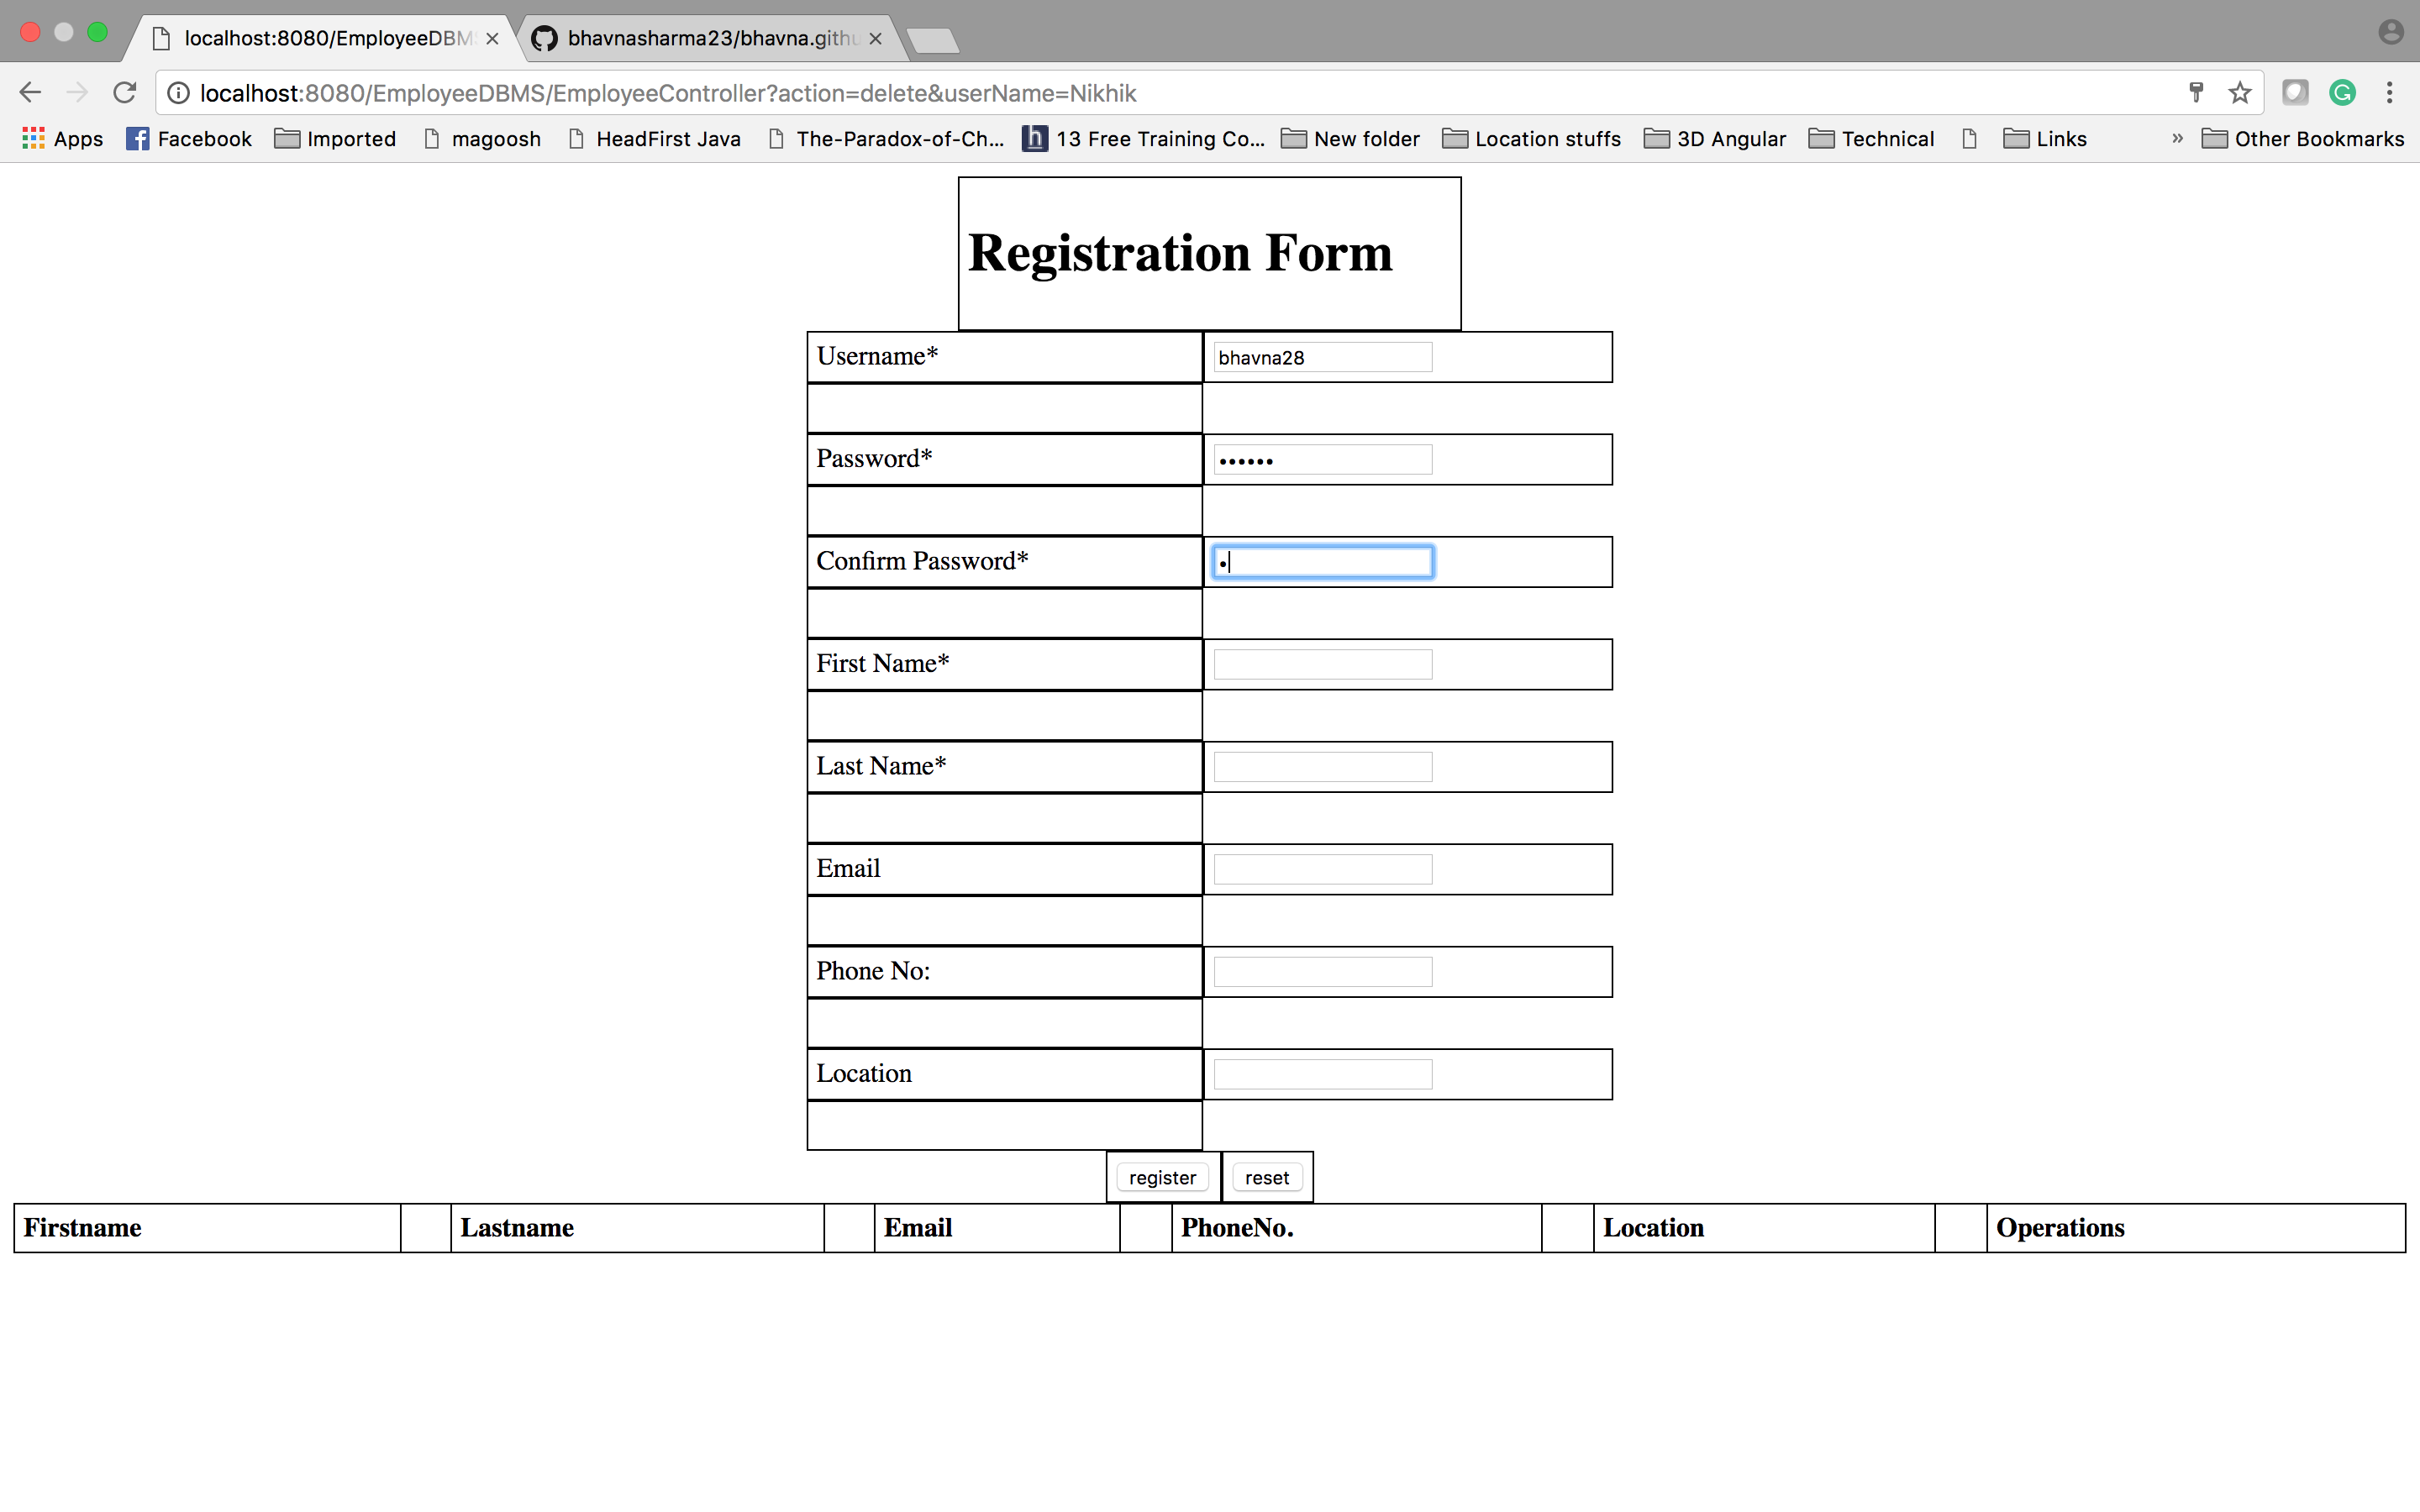 localhost:8080/EmployeeDBM
bhavnasharma23/bhavna.githu
localhost:8080/EmployeeDBMS/EmployeeController?action=delete&userName=Nikhik
Apps Facebook Imported magoosh HeadFirst Java The-Paradox-of-Ch... h 13 Free Training Co... New folder Location stuffs 3D Angular Technical Links » Other Bookmarks
Registration Form
Username* bhavna28
Password* ••••••
Confirm Password* •
First Name*
Last Name*
Email
Phone No:
Location
register reset
Firstname Lastname Email PhoneNo. Location Operations